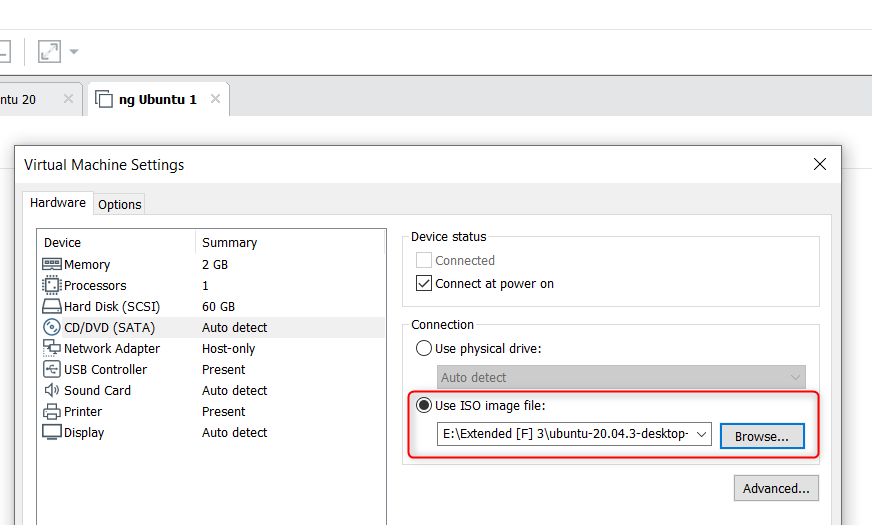 ntu 20
ng Ubuntu 1
Virtual Machine Settings
Hardware Options
Device Summary
Memory 2 GB
Processors 1
Hard Disk (SCSI) 60 GB
CD/DVD (SATA) Auto detect
Network Adapter Host-only
USB Controller Present
Sound Card Auto detect
Printer Present
Display Auto detect
Device status
Connected
Connect at power on
Connection
Use physical drive:
Auto detect
Use ISO image file:
E:\Extended [F] 3\ubuntu-20.04.3-desktop-
Browse...
Advanced...